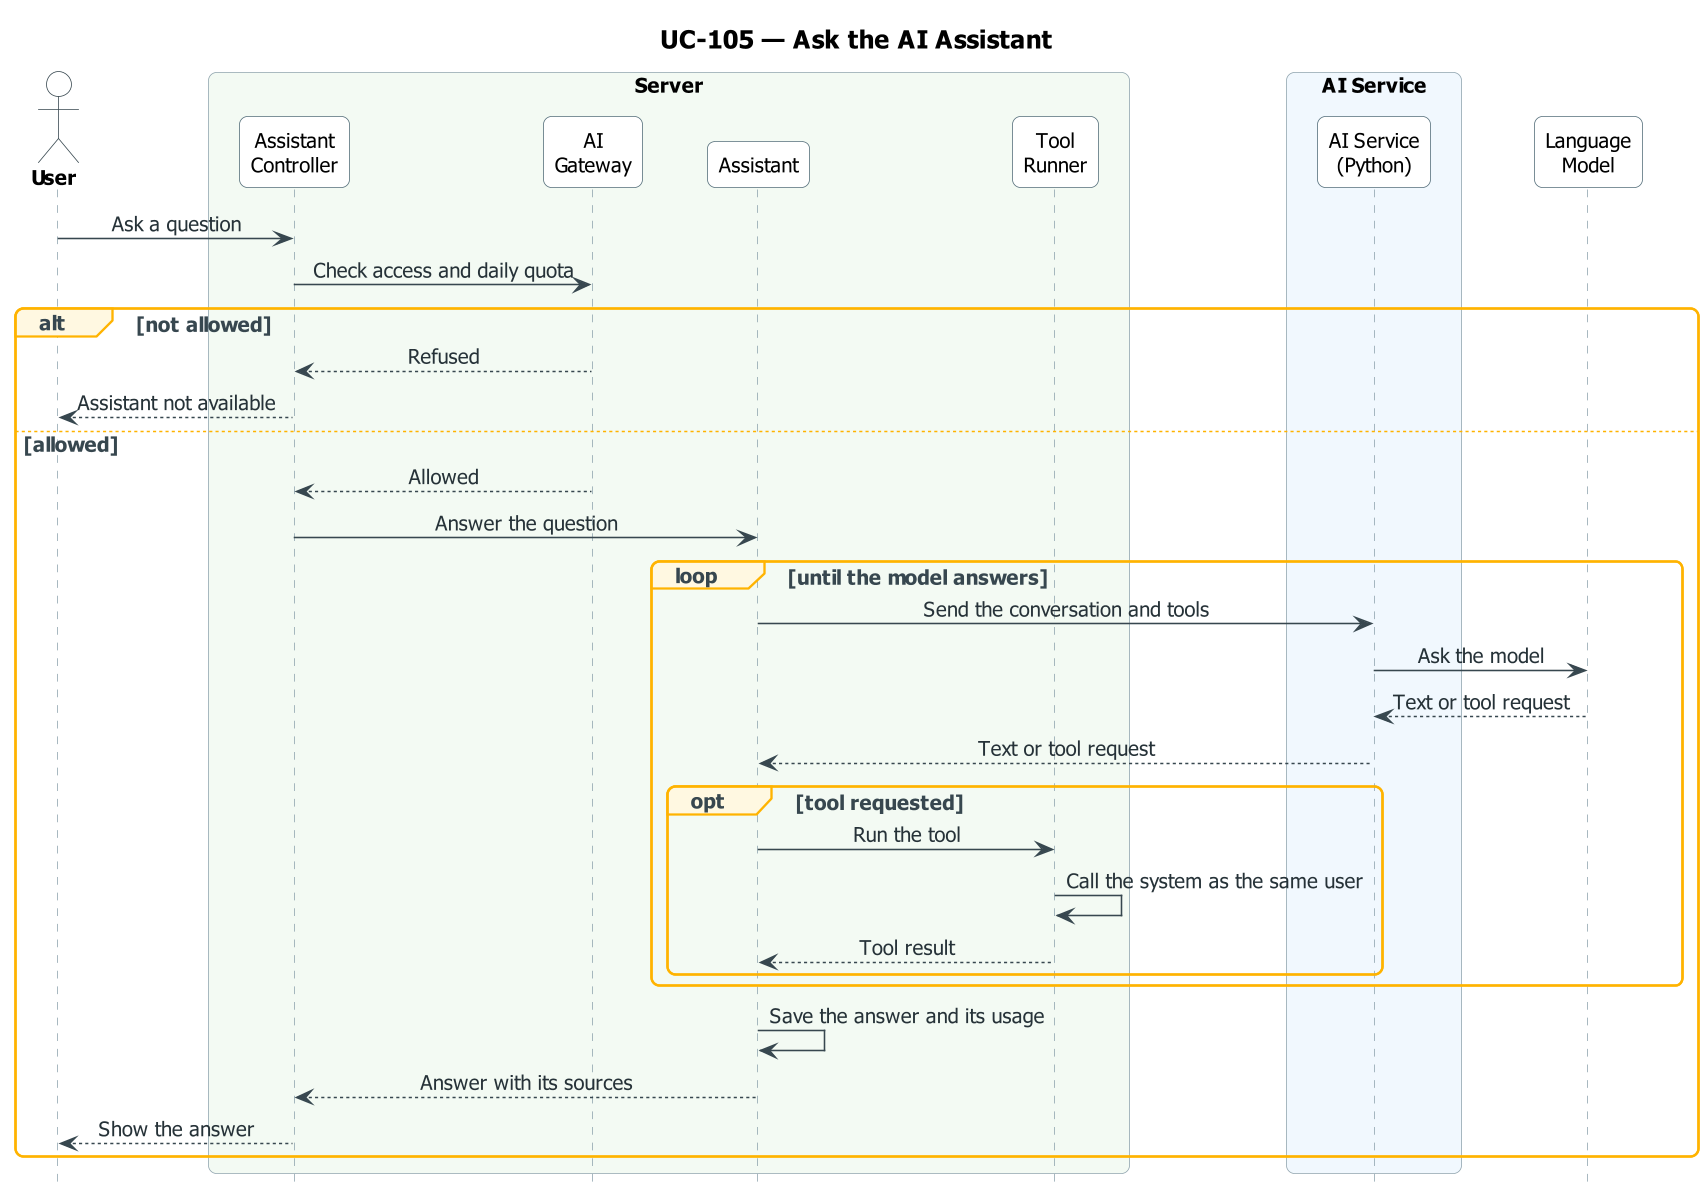 UC-105 — Ask the AI Assistant
Server
AI Service
User
Assistant
Controller
AI
Gateway
Assistant
Tool
Runner
AI Service
(Python)
Language
Model
Ask a question
Check access and daily quota
alt
[not allowed]
Refused
Assistant not available
[allowed]
Allowed
Answer the question
loop
[until the model answers]
Send the conversation and tools
Ask the model
Text or tool request
Text or tool request
opt
[tool requested]
Run the tool
Call the system as the same user
Tool result
Save the answer and its usage
Answer with its sources
Show the answer